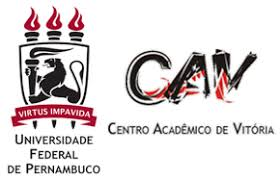 VIRTUS IMPAVIDA
UNIVERSIDADE
FEDERAL
DE PERNAMBUCO
CAV
CENTRO ACADÊMICO DE VITÓRIA